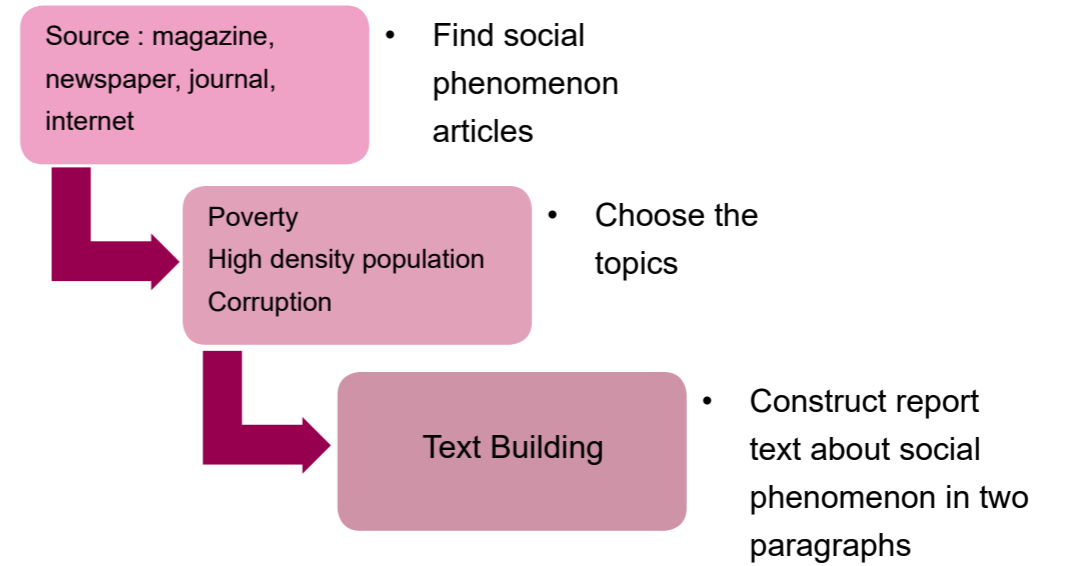 Source : magazine,
newspaper, journal,
internet
• Find social
phenomenon
articles
Poverty
High density population
Corruption
• Choose the
topics
Text Building
• Construct report
text about social
phenomenon in two
paragraphs